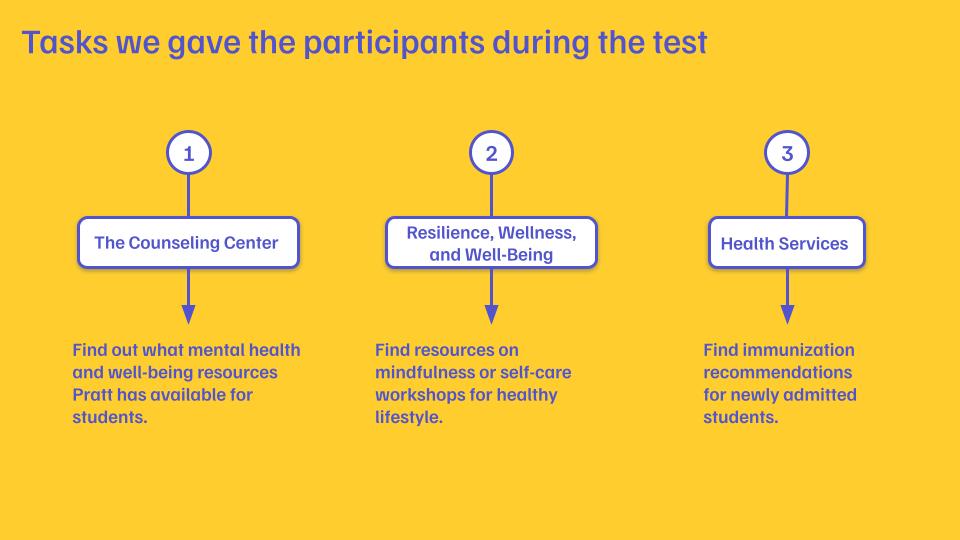 Tasks we gave the participants during the test
1
The Counseling Center
Find out what mental health
and well-being resources
Pratt has available for
students.
2
Resilience, Wellness,
and Well-Being
Find resources on
mindfulness or self-care
workshops for healthy
lifestyle.
3
Health Services
Find immunization
recommendations
for newly admitted
students.